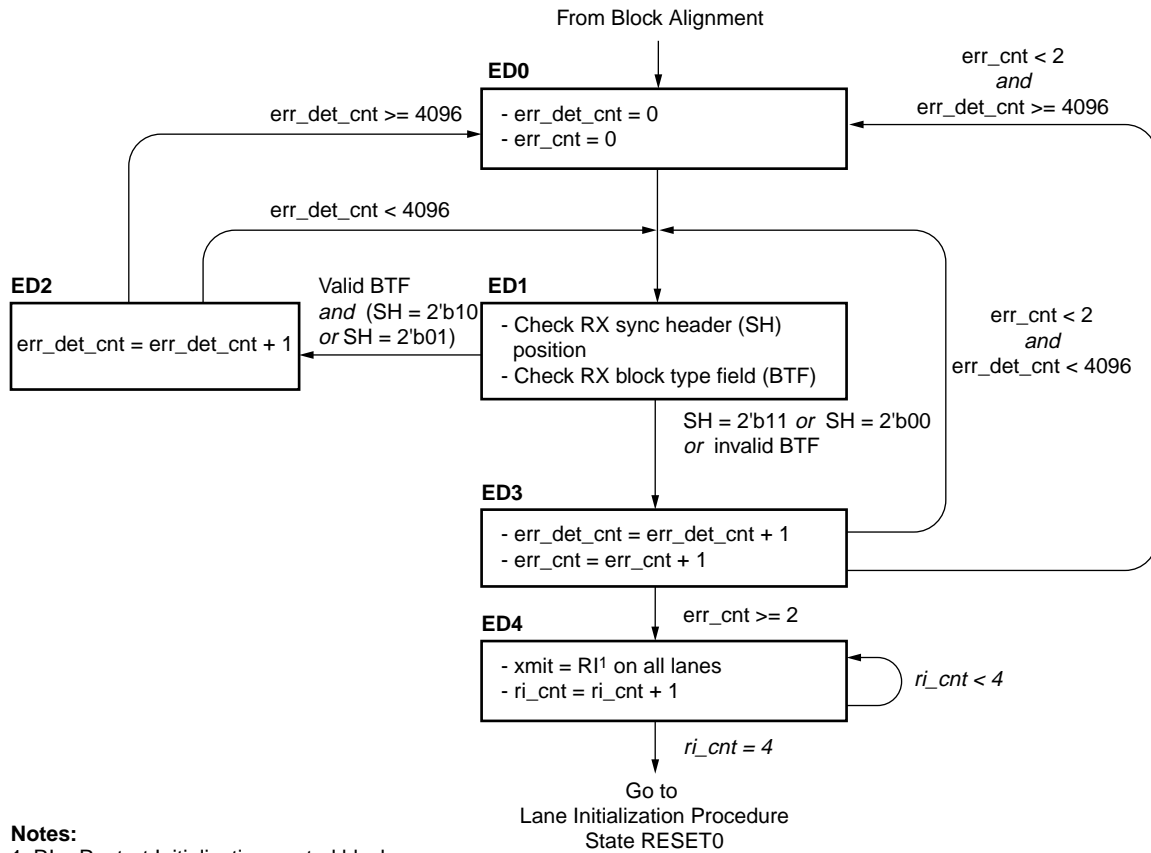 From Block Alignment
ED0
- err_det_cnt = 0
- err_cnt = 0
err_det_cnt >= 4096
err_cnt < 2
and
err_det_cnt >= 4096
err_det_cnt < 4096
ED2
err_det_cnt = err_det_cnt + 1
Valid BTF
and (SH = 2'b10
or SH = 2'b01)
ED1
- Check RX sync header (SH)
position
- Check RX block type field (BTF)
err_cnt < 2
and
err_det_cnt < 4096
SH = 2'b11 or SH = 2'b00
or invalid BTF
ED3
- err_det_cnt = err_det_cnt + 1
- err_cnt = err_cnt + 1
err_cnt >= 2
ED4
- xmit = RI¹ on all lanes
- ri_cnt = ri_cnt + 1
ri_cnt < 4
ri_cnt = 4
Go to
Lane Initialization Procedure
State RESET0
Notes: